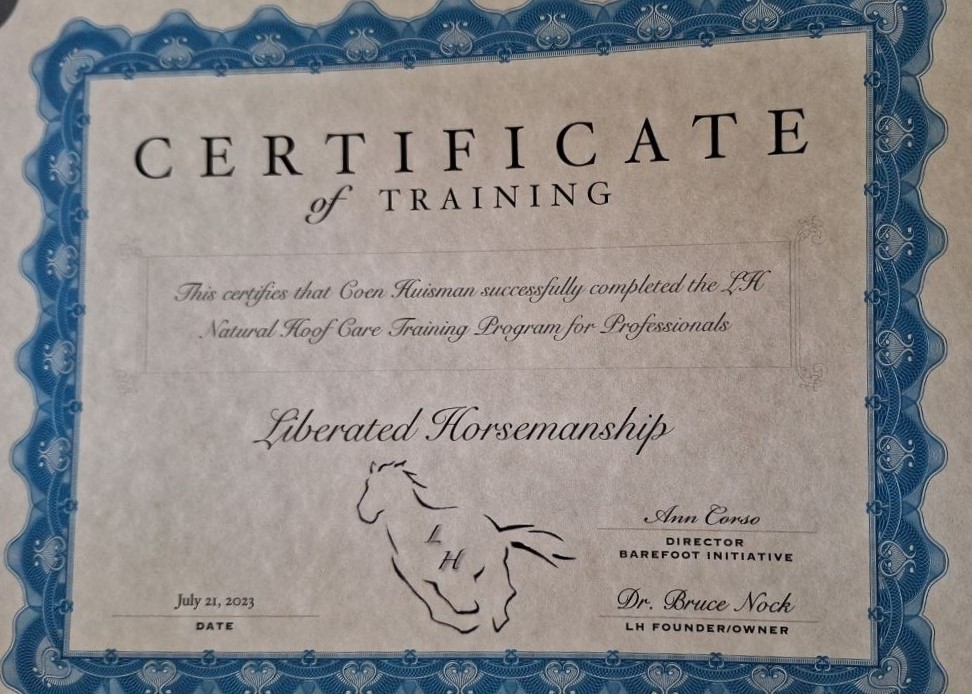 CERTIFICATE
of TRAINING
This certifies that Coen Huisman successfully completed the LH
Natural Hoof Care Training Program for Professionals
Liberated Horsemanship
L
H
Ann Corso
DIRECTOR
BAREFOOT INITIATIVE
July 21, 2023
DATE
Dr. Bruce Nock
LH FOUNDER/OWNER